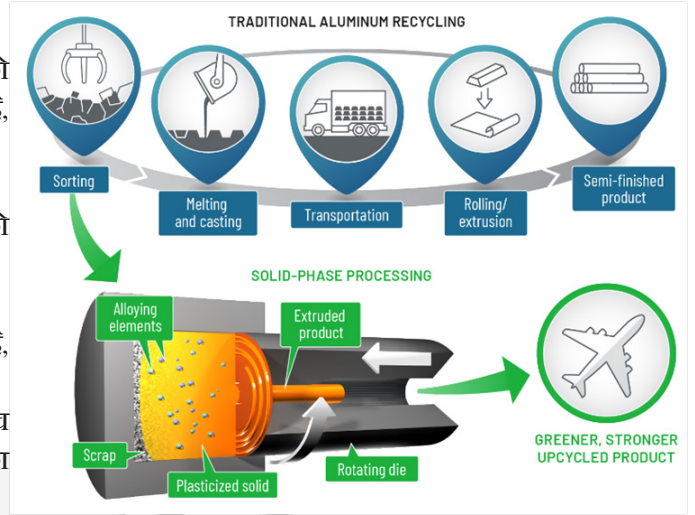 TRADITIONAL ALUMINUM RECYCLING
को
Sorting
Melting
and casting
Transportation
Rolling/
extrusion
Semi-finished
product
को
SOLID-PHASE PROCESSING
Alloying
elements
Extruded
product
Scrap
Plasticized solid
Rotating die
GREENER, STRONGER
UPCYCLED PRODUCT